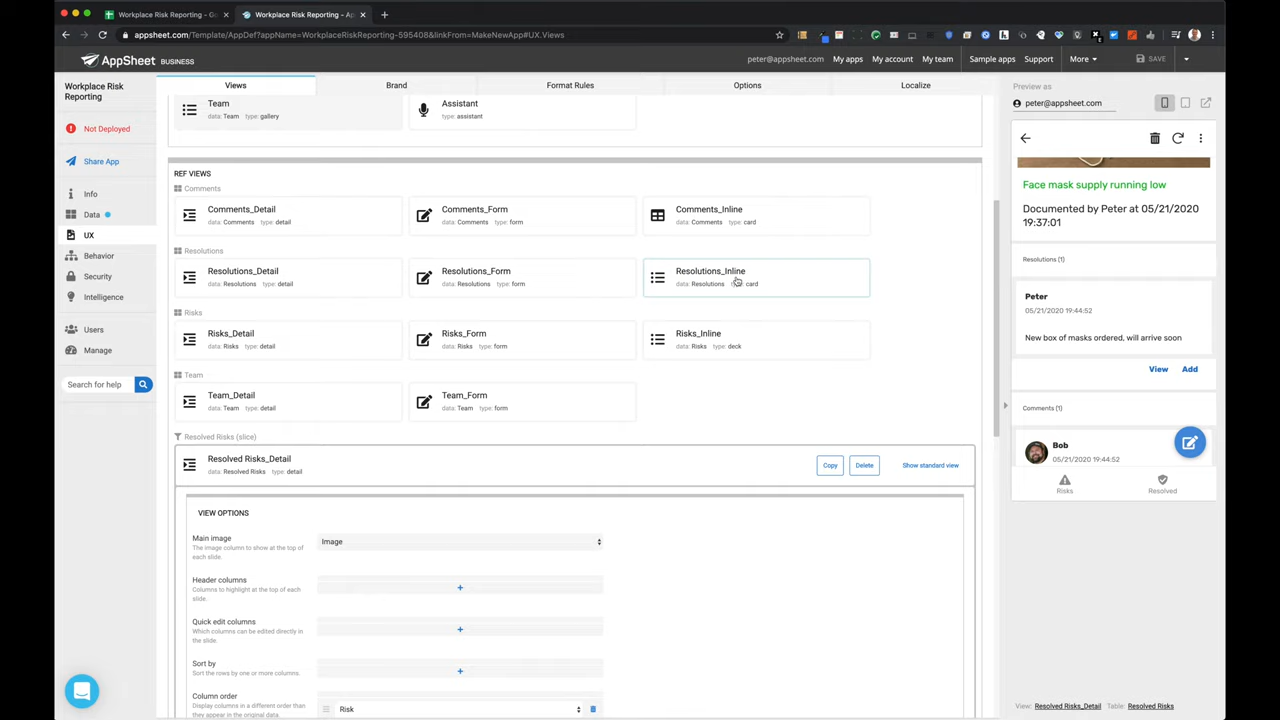 Workplace Risk Reporting - G
Workplace Risk Reporting - Ap
appsheet.com/Template/AppDef?appName=WorkplaceRiskReporting-595408&linkFrom=MakeNewApp#UX.Views
AppSheet BUSINESS
peter@appsheet.com
My apps
My account
My team
Sample apps
Support
More
SAVE
Workplace Risk
Reporting
Not Deployed
Share App
Info
Data
UX
Behavior
Security
Intelligence
Users
Manage
Search for help
Views
Brand
Format Rules
Options
Localize
Team
data: Team type: gallery
Assistant
type: assistant
REF VIEWS
Comments
Comments_Detail
data: Comments type: detail
Comments_Form
data: Comments type: form
Comments_Inline
data: Comments type: card
Resolutions
Resolutions_Detail
data: Resolutions type: detail
Resolutions_Form
data: Resolutions type: form
Resolutions_Inline
data: Resolutions type: card
Risks
Risks_Detail
data: Risks type: detail
Risks_Form
data: Risks type: form
Risks_Inline
data: Risks type: deck
Team
Team_Detail
data: Team type: detail
Team_Form
data: Team type: form
Resolved Risks (slice)
Resolved Risks_Detail
data: Resolved Risks type: detail
Copy
Delete
Show standard view
VIEW OPTIONS
Main image
The image column to show at the top of
each slide.
Image
Header columns
Columns to highlight at the top of each
slide.
Quick edit columns
Which columns can be edited directly in
the slide.
Sort by
Sort the rows by one or more columns.
Column order
Display columns in a different order than
they appear in the original data.
Risk
Preview as
peter@appsheet.com
Face mask supply running low
Documented by Peter at 05/21/2020
19:37:01
Resolutions (1)
Peter
05/21/2020 19:44:52
New box of masks ordered, will arrive soon
View
Add
Comments (1)
Bob
05/21/2020 19:44:52
Risks
Resolved
View: Resolved Risks_Detail Table: Resolved Risks